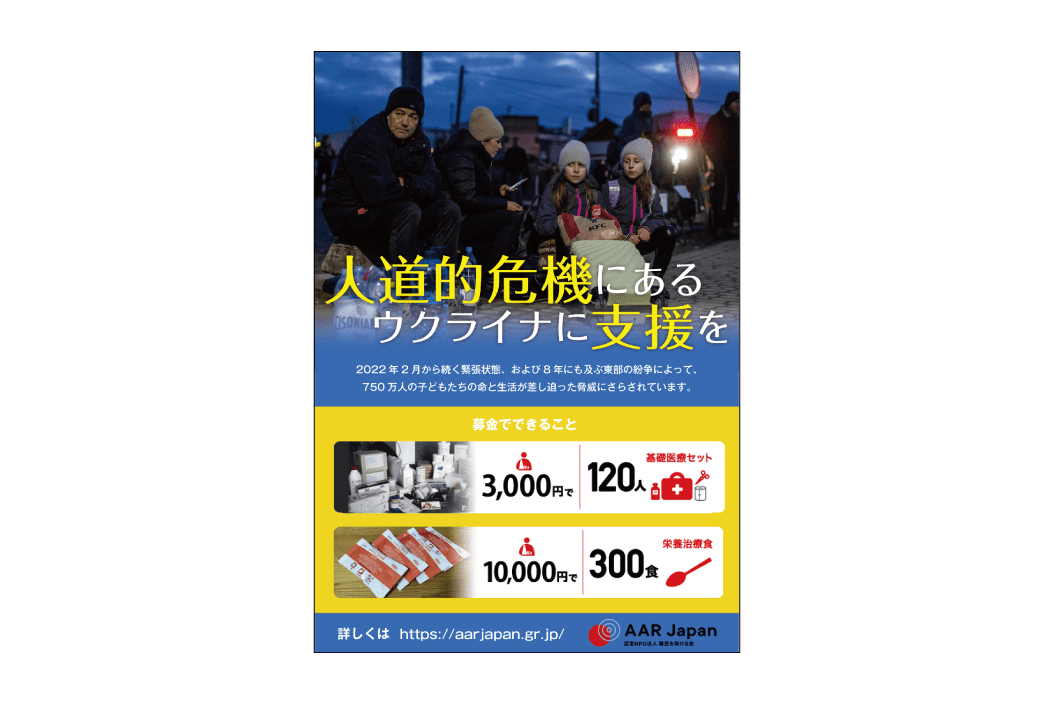 KFC
人道的危機にある
ウクライナに支援を
2022年2月から続く緊張状態、および8年にも及ぶ東部の紛争によって、
750万人の子どもたちの命と生活が差し迫った脅威にさらされています。
募金でできること
3,000円で
120人
基礎医療セット
10,000円で
300食
栄養治療食
詳しくは https://aarjapan.gr.jp/
AAR Japan
認定NPO法人 難民を助ける会